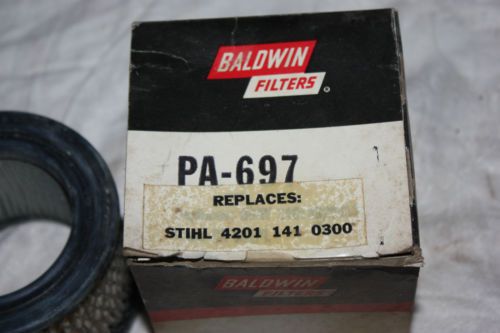 BALDWIN
FILTERS®
PA-697
REPLACES:
STIHL 4201 141 0300
BALDWIN
FILTERS